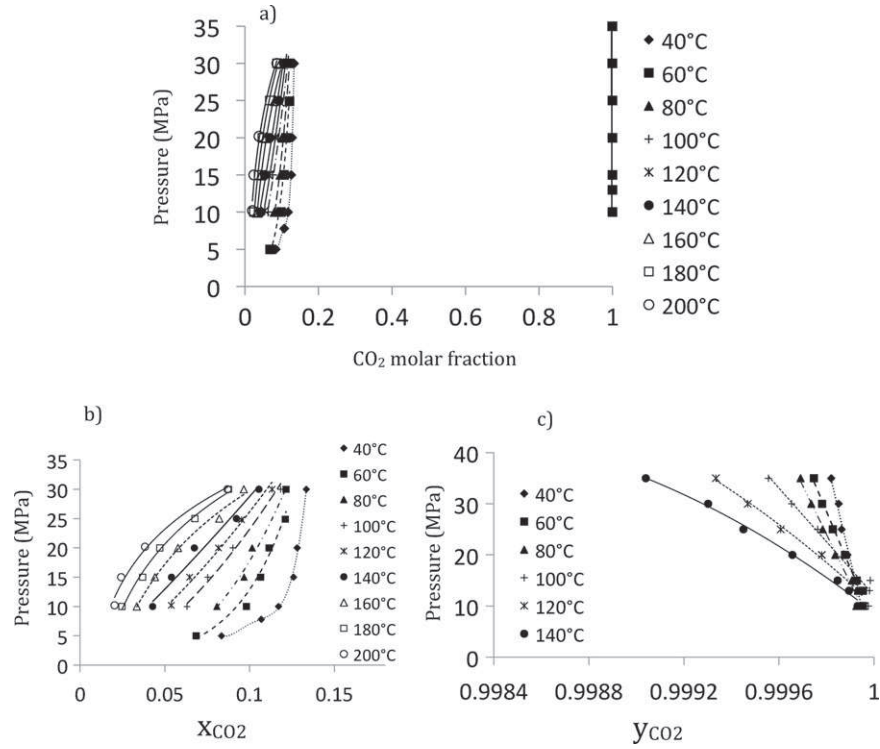 a)
Pressure (MPa)
35
30
25
20
15
10
5
0
0
0.2
0.4
0.6
0.8
1
CO₂ molar fraction
40°C
60°C
80°C
100°C
120°C
140°C
160°C
180°C
200°C
b)
Pressure (MPa)
35
30
25
20
15
10
5
0
0
0.05
0.1
0.15
xCO2
40°C
60°C
80°C
100°C
120°C
140°C
160°C
180°C
200°C
c)
Pressure (MPa)
40
30
20
10
0
0.9984
0.9988
0.9992
0.9996
1
yCO2
40°C
60°C
80°C
100°C
120°C
140°C